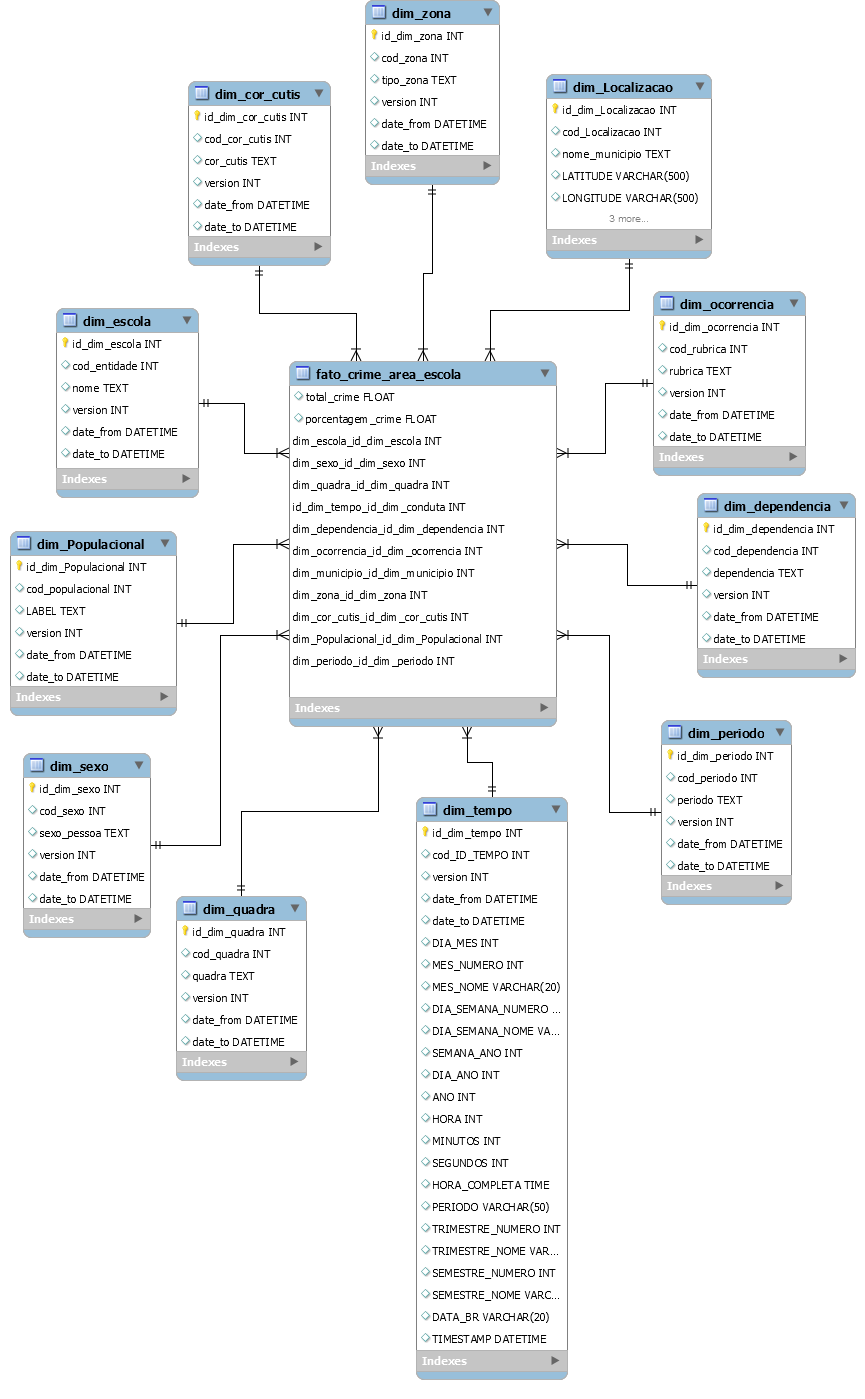 dim_zona
id_dim_zona INT
cod_zona INT
tipo_zona TEXT
version INT
date_from DATETIME
date_to DATETIME
Indexes
dim_cor_cutis
id_dim_cor_cutis INT
cod_cor_cutis INT
cor_cutis TEXT
version INT
date_from DATETIME
date_to DATETIME
Indexes
dim_Localizacao
id_dim_Localizacao INT
cod_Localizacao INT
nome_municipio TEXT
LATITUDE VARCHAR(500)
LONGITUDE VARCHAR(500)
3 more...
Indexes
dim_escola
id_dim_escola INT
cod_entidade INT
nome TEXT
version INT
date_from DATETIME
date_to DATETIME
Indexes
fato_crime_area_escola
total_crime FLOAT
porcentagem _crime FLOAT
dim_escola_id_dim_escola INT
dim_sexo_id_dim_sexo INT
dim_quadra_id_dim_quadra INT
id_dim_tempo_id_dim_conduta INT
dim_dependencia_id_dim_dependencia INT
dim_ocorrencia_id_dim_ocorrencia INT
dim_municipio_id_dim_municipio INT
dim_zona_id_dim_zona INT
dim_cor_cutis_id_dim_cor_cutis INT
dim_Populacional_id_dim_Populacional INT
dim_periodo_id_dim_periodo INT
Indexes
dim_ocorrencia
id_dim_ocorrencia INT
cod_rubrica INT
rubrica TEXT
version INT
date_from DATETIME
date_to DATETIME
Indexes
dim_Populacional
id_dim_Populacional INT
cod_populacional INT
LABEL TEXT
version INT
date_from DATETIME
date_to DATETIME
Indexes
dim_dependencia
id_dim_dependencia INT
cod_dependencia INT
dependencia TEXT
version INT
date_from DATETIME
date_to DATETIME
Indexes
dim_sexo
id_dim_sexo INT
cod_sexo INT
sexo_pessoa TEXT
version INT
date_from DATETIME
date_to DATETIME
Indexes
dim_periodo
id_dim_periodo INT
cod_periodo INT
periodo TEXT
version INT
date_from DATETIME
date_to DATETIME
Indexes
dim_quadra
id_dim_quadra INT
cod_quadra INT
quadra TEXT
version INT
date_from DATETIME
date_to DATETIME
Indexes
dim_tempo
id_dim_tempo INT
cod_ID_TEMPO INT
version INT
date_from DATETIME
date_to DATETIME
DIA_MES INT
MES_NUMERO INT
MES_NOME VARCHAR(20)
DIA_SEMANA_NUMERO ...
DIA_SEMANA_NOME VA...
SEMANA_ANO INT
DIA_ANO INT
ANO INT
HORA INT
MINUTOS INT
SEGUNDOS INT
HORA_COMPLETA TIME
PERIODO VARCHAR(50)
TRIMESTRE_NUMERO INT
TRIMESTRE_NOME VAR...
SEMESTRE_NUMERO INT
SEMESTRE_NOME VARC...
DATA_BR VARCHAR(20)
TIMESTAMP DATETIME
Indexes